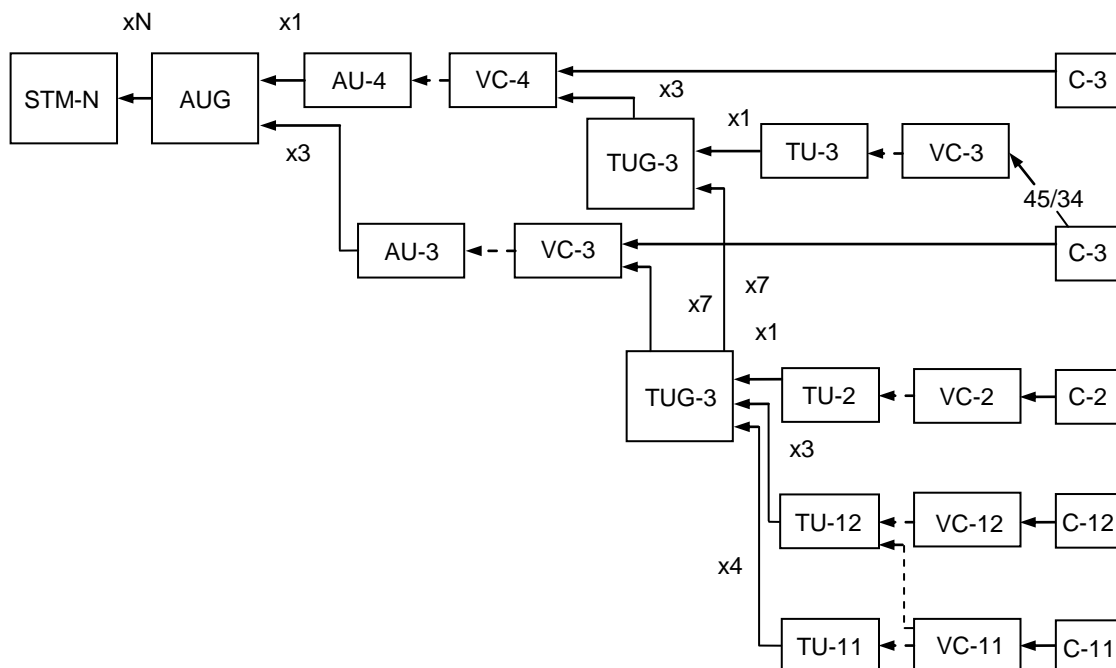 xN
x1
STM-N
AUG
AU-4
VC-4
C-3
x3
x1
x3
TUG-3
TU-3
VC-3
45/34
AU-3
VC-3
C-3
x7
x7
x1
TUG-3
TU-2
VC-2
C-2
x3
TU-12
VC-12
C-12
x4
TU-11
VC-11
C-11